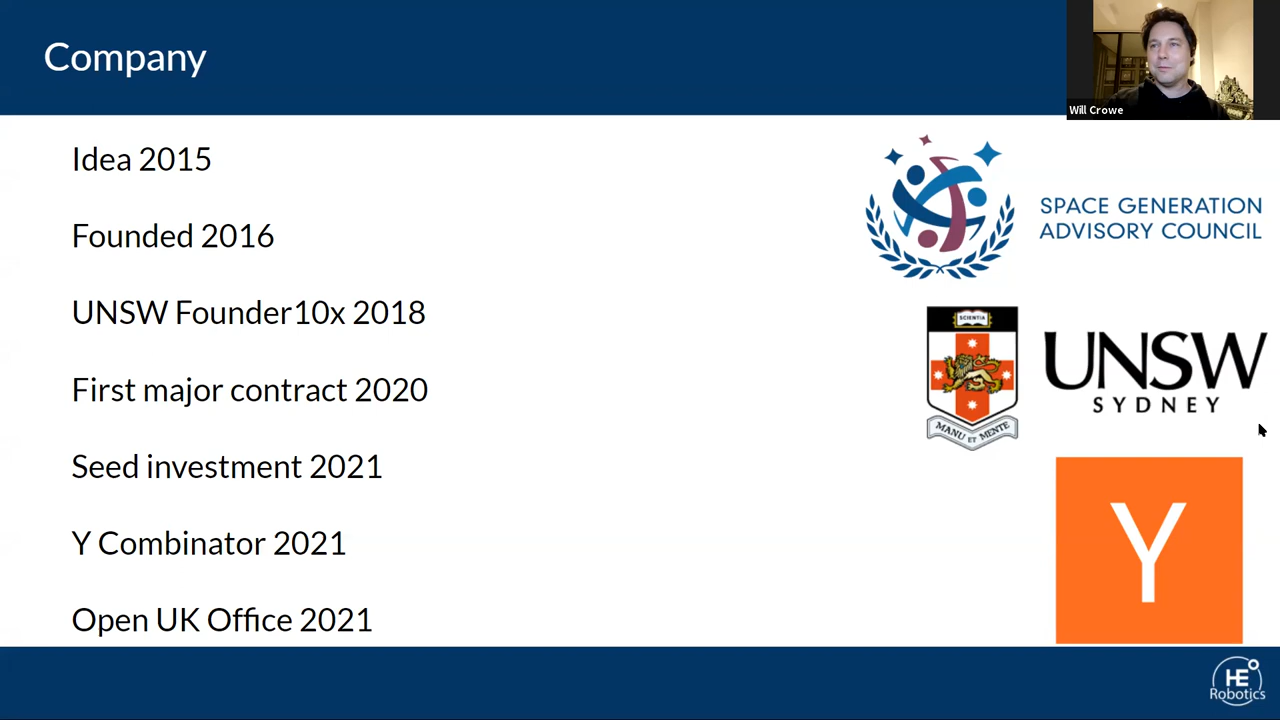 Company
Will Crowe
Idea 2015
Founded 2016
UNSW Founder10x 2018
First major contract 2020
Seed investment 2021
Y Combinator 2021
Open UK Office 2021
SPACE GENERATION
ADVISORY COUNCIL
SCIENTIA
MANU ET MENTE
UNSW
SYDNEY
Y
HE
Robotics